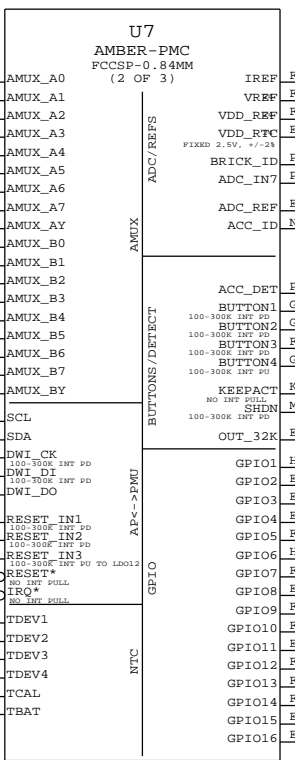 U7
AMBER-PMC
FCCSP-0.84MM
(2 OF 3)
AMUX_A0
AMUX_A1
AMUX_A2
AMUX_A3
AMUX_A4
AMUX_A5
AMUX_A6
AMUX_A7
AMUX_AY
AMUX_B0
AMUX_B1
AMUX_B2
AMUX_B3
AMUX_B4
AMUX_B5
AMUX_B6
AMUX_B7
AMUX_BY
SCL
SDA
DWI_CK
100-300K INT PD
DWI_DI
100-300K INT PD
DWI_DO
RESET_IN1
100-300K INT PD
RESET_IN2
100-300K INT PD
RESET_IN3
100-300K INT PU TO LDO12
RESET*
NO INT PULL
IRQ*
NO INT PULL
TDEV1
TDEV2
TDEV3
TDEV4
TCAL
TBAT
AMUX
AP<->PMU
NTC
ADC/REFS
BUTTONS/DETECT
GPIO
IREF
VREF
VDD_REF
VDD_RTC
FIXED 2.5V, +/-2%
BRICK_ID
ADC_IN7
ADC_REF
ACC_ID
ACC_DET
BUTTON1
100-300K INT PD
BUTTON2
100-300K INT PD
BUTTON3
100-300K INT PD
BUTTON4
100-300K INT PU
KEEPACT
NO INT PULL
SHDN
100-300K INT PD
OUT_32K
GPIO1
GPIO2
GPIO3
GPIO4
GPIO5
GPIO6
GPIO7
GPIO8
GPIO9
GPIO10
GPIO11
GPIO12
GPIO13
GPIO14
GPIO15
GPIO16